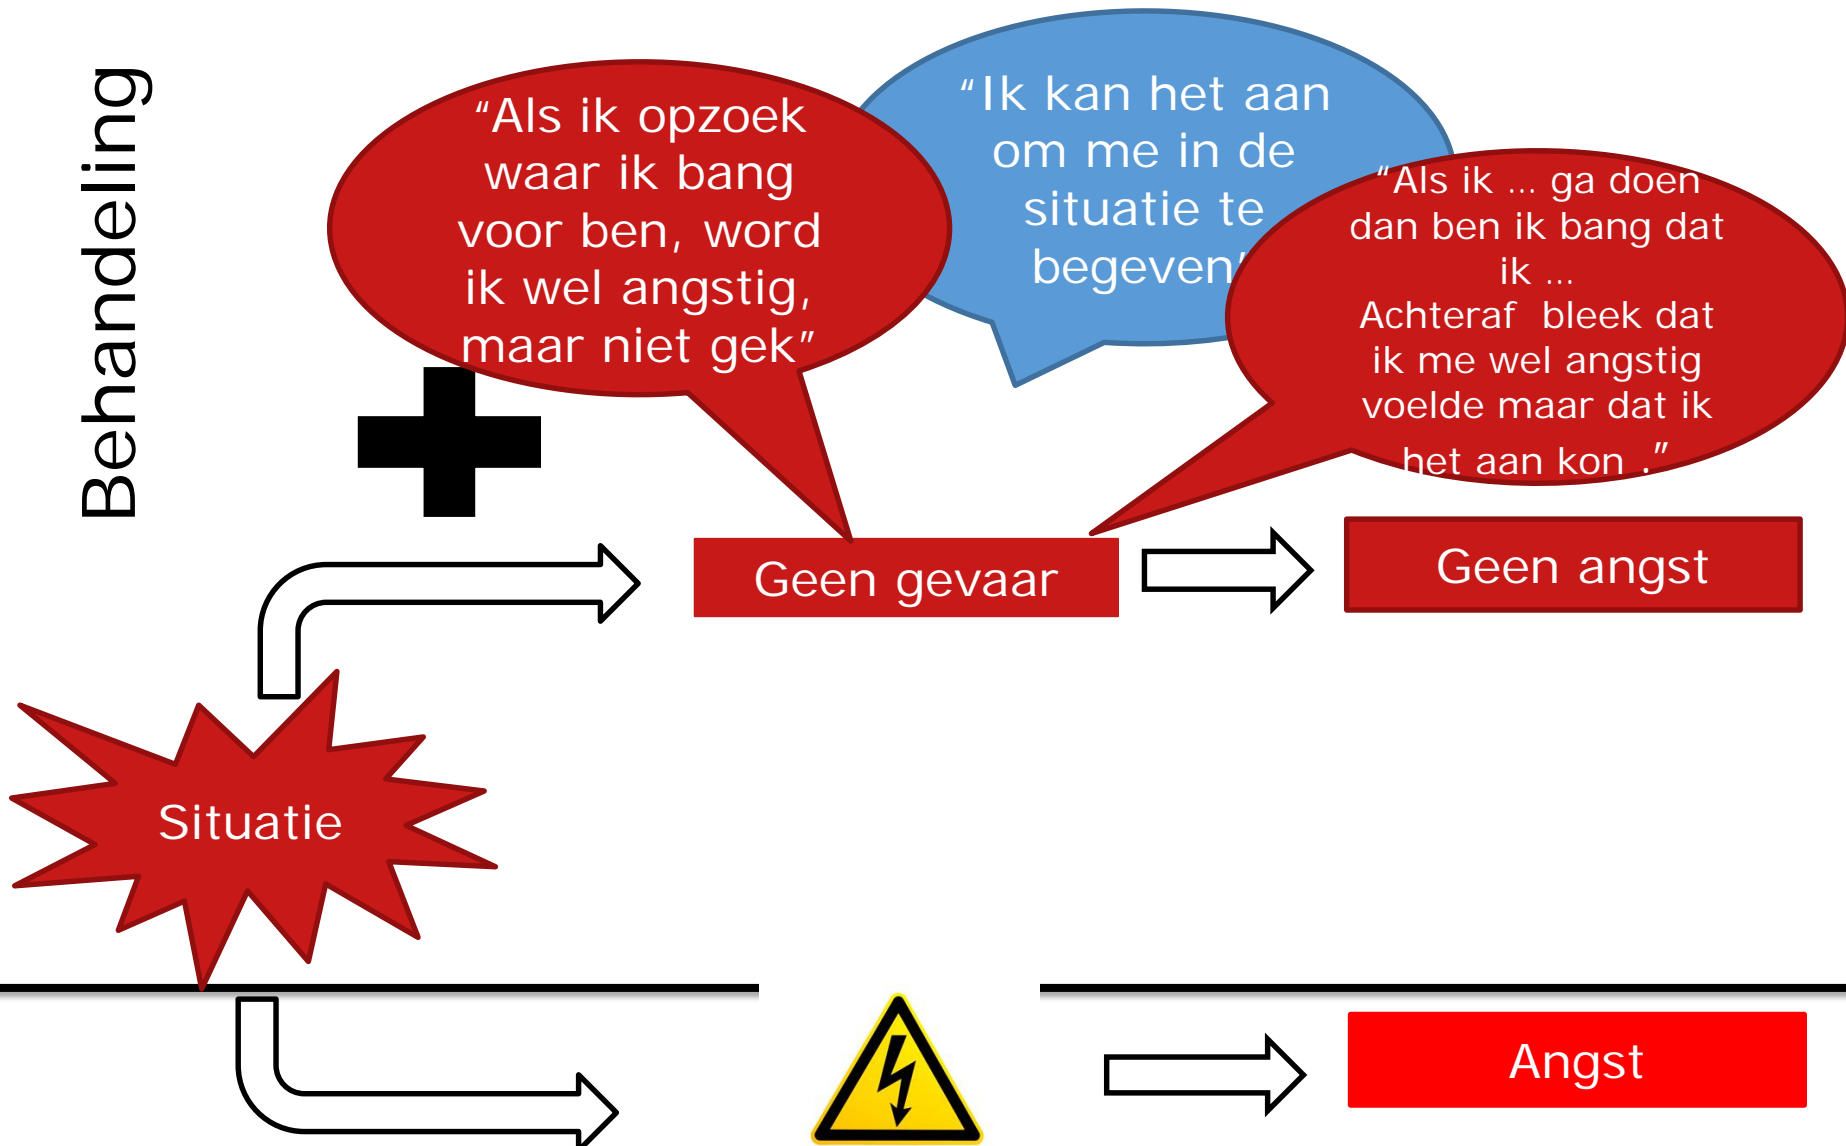 Behandeling
“Als ik opzoek
waar ik bang
voor ben, word
ik wel angstig,
maar niet gek”
“Ik kan het aan
om me in de
situatie te
begeven”
“Als ik ... ga doen
dan ben ik bang dat
ik ...
Achteraf  bleek dat
ik me wel angstig
voelde maar dat ik
het aan kon .”
Geen gevaar
Geen angst
Situatie
Angst